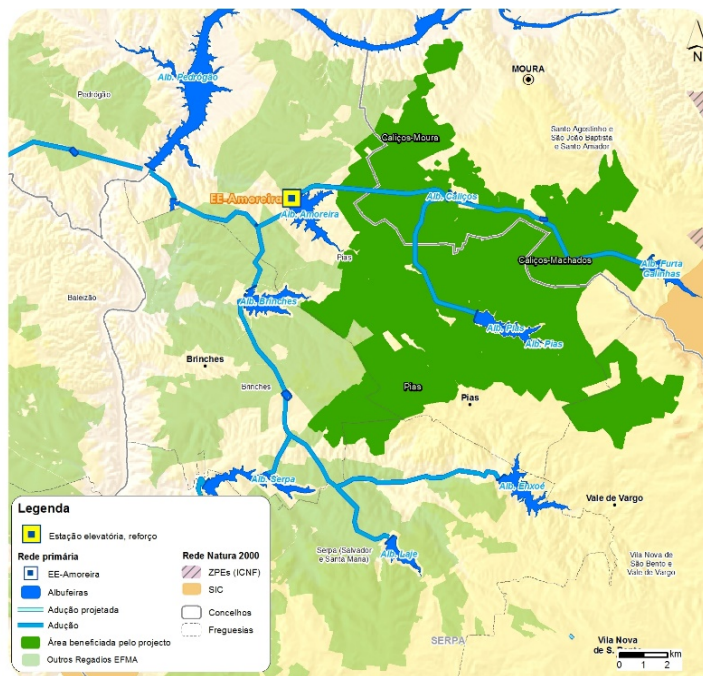 Alb. Pedrógão
Pedrógão
MOURA
N
Santo Agostinho e
São João Baptista
e Santo Amador
Caliços-Moura
EE-Amoreira
Alb. Amoreira
Alb. Caliços
Pias
Caliços-Machados
Alb. Furta
Galinhas
Baleizão
Alb. Brinches
Alb. Pias
Alb. Pias
Brinches
Brinches
Pias
Pias
Alb. Serpa
Alb. Enxoé
Vale de Vargo
Alb. Laje
Serpa (Salvador
e Santa Maria)
Vila Nova de
São Bento e
Vale de Vargo
SERPA
Vila Nova
de S. Bento
km
0 1 2
Legenda
Estação elevatória, reforço
Rede primária
EE-Amoreira
Albufeiras
Adução projetada
Adução
Área beneficiada pelo projecto
Outros Regadios EFMA
Rede Natura 2000
ZPEs (ICNF)
SIC
Concelhos
Freguesias